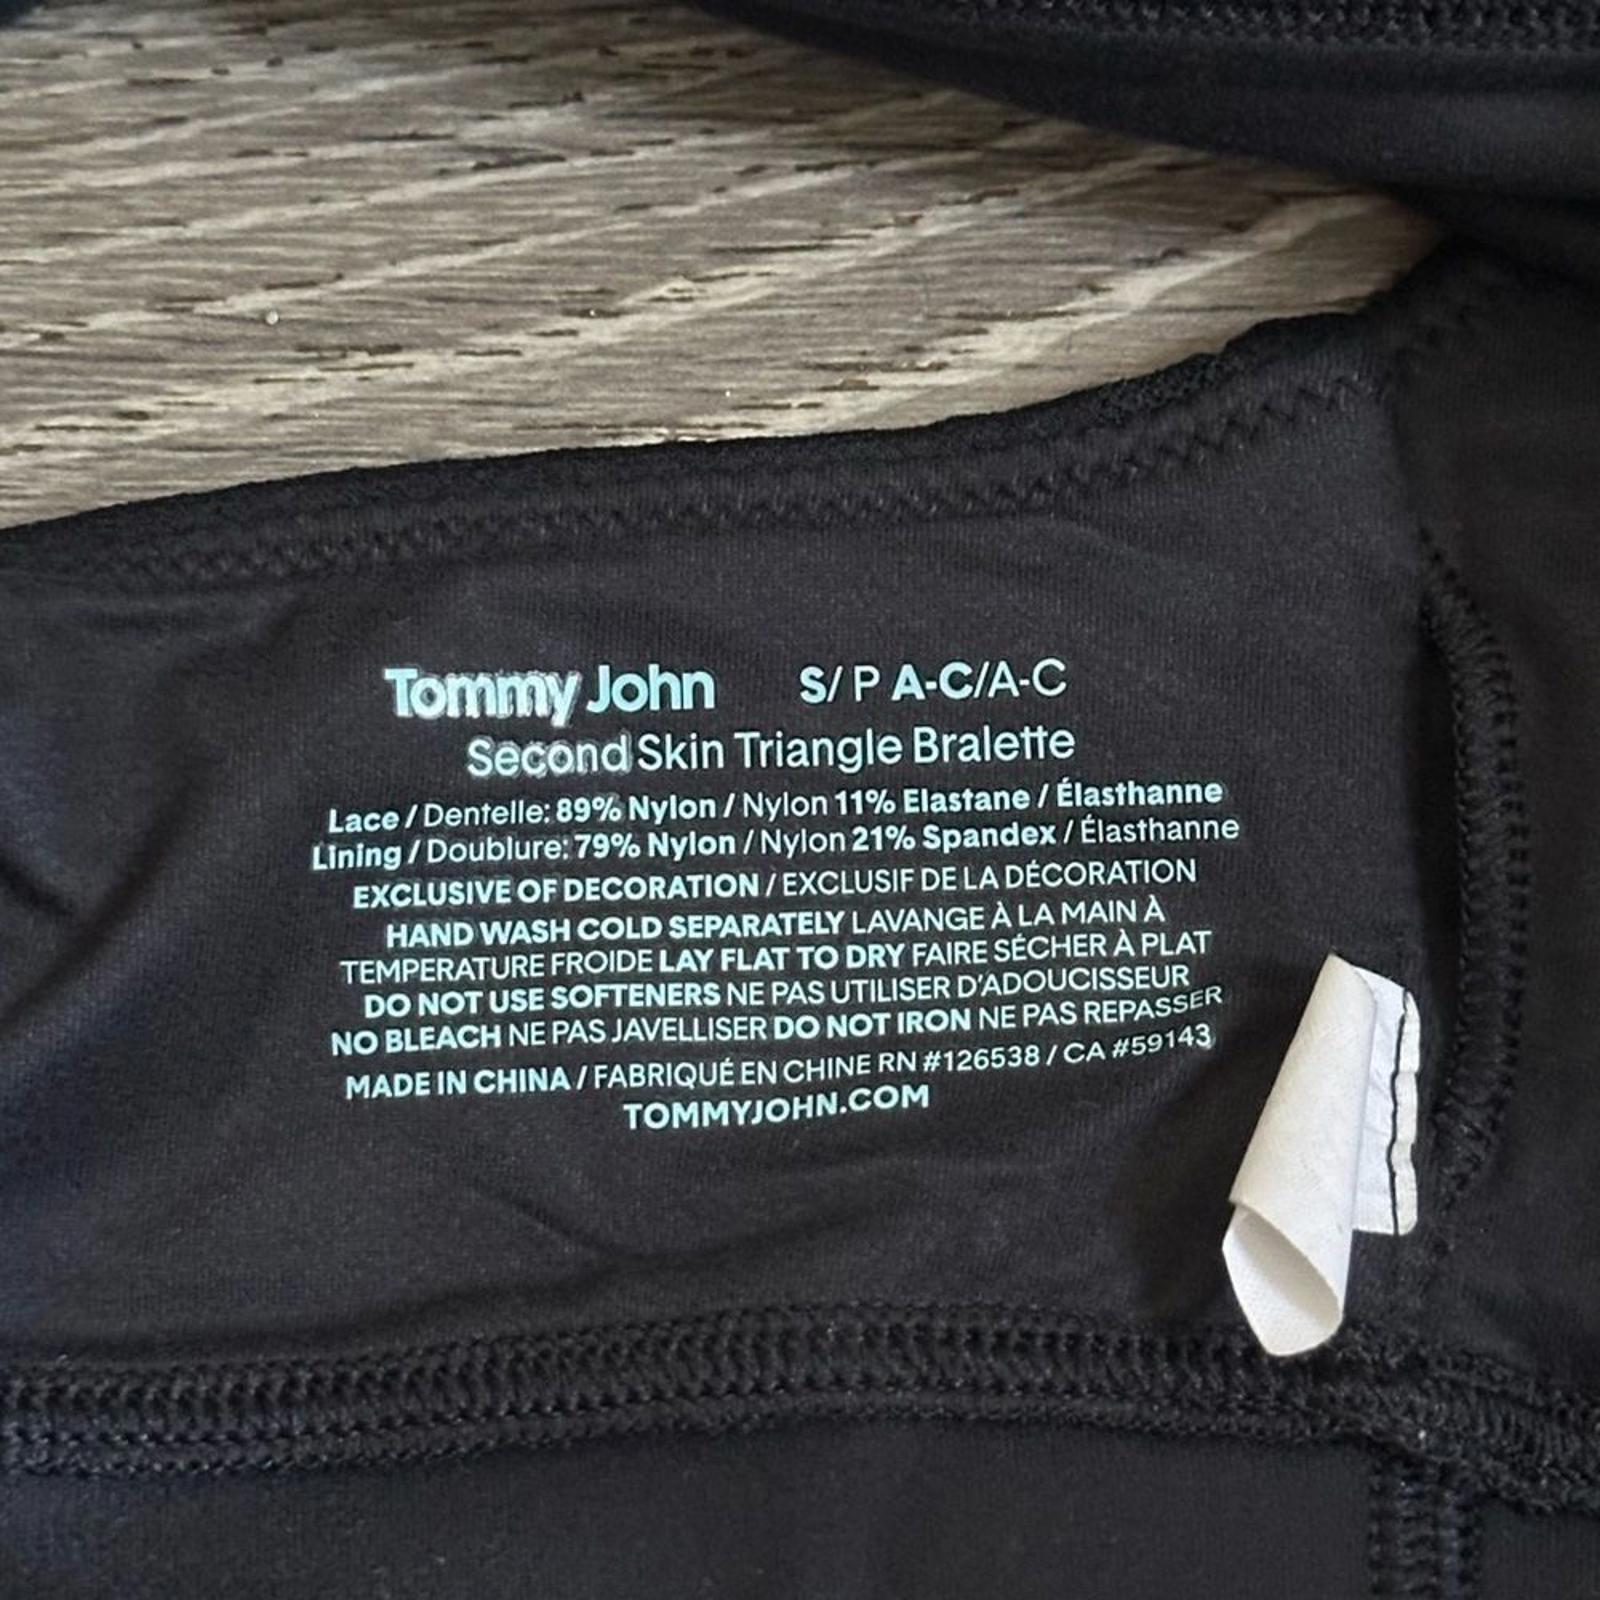 Tommy John S/ P A-C/A-C
Second Skin Triangle Bralette
Lace / Dentelle: 89% Nylon / Nylon 11% Elastane / Élasthanne
Lining / Doublure: 79% Nylon / Nylon 21% Spandex / Élasthanne
EXCLUSIVE OF DECORATION / EXCLUSIF DE LA DÉCORATION
HAND WASH COLD SEPARATELY LAVANGE À LA MAIN À
TEMPERATURE FROIDE LAY FLAT TO DRY FAIRE SÉCHER À PLAT
DO NOT USE SOFTENERS NE PAS UTILISER D'ADOUCISSEUR
NO BLEACH NE PAS JAVELLISER DO NOT IRON NE PAS REPASSER
MADE IN CHINA / FABRIQUÉ EN CHINE RN #126538 / CA #59143
TOMMYJOHN.COM